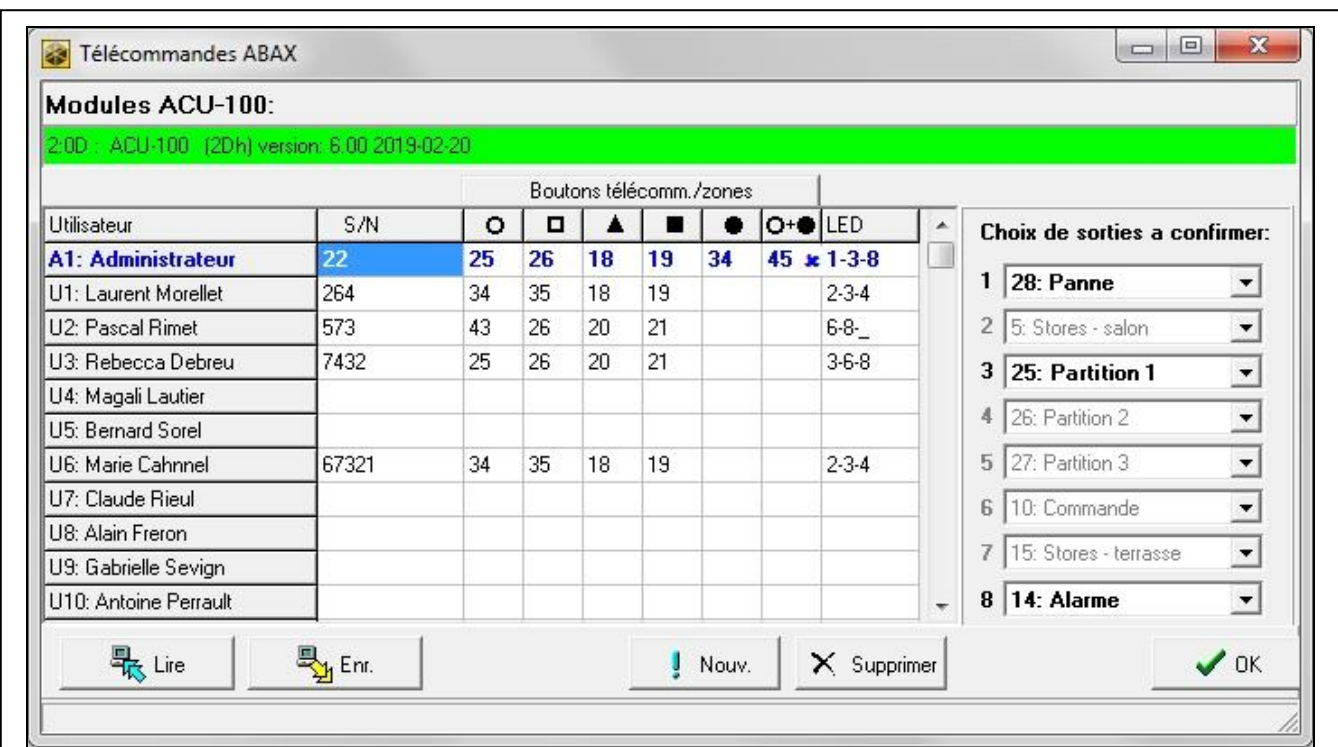 Télécommandes ABAX
Modules ACU-100:
2:0D : ACU-100 (2Dh) version: 6.00 2019-02-20
Boutons télécomm./zones
Utilisateur S/N ○ □ ▲ ■ ● ○+● LED
A1: Administrateur 22 25 26 18 19 34 45 × 1-3-8
U1: Laurent Morellet 264 34 35 18 19 2-3-4
U2: Pascal Rimet 573 43 26 20 21 6-8-_
U3: Rebecca Debreu 7432 25 26 20 21 3-6-8
U4: Magali Lautier
U5: Bernard Sorel
U6: Marie Cahnnel 67321 34 35 18 19 2-3-4
U7: Claude Rieul
U8: Alain Freron
U9: Gabrielle Sevign
U10: Antoine Perrault
Choix de sorties a confirmer:
1 28: Panne
2 5: Stores - salon
3 25: Partition 1
4 26: Partition 2
5 27: Partition 3
6 10: Commande
7 15: Stores - terrasse
8 14: Alarme
Lire Enr. Nouv. Supprimer OK